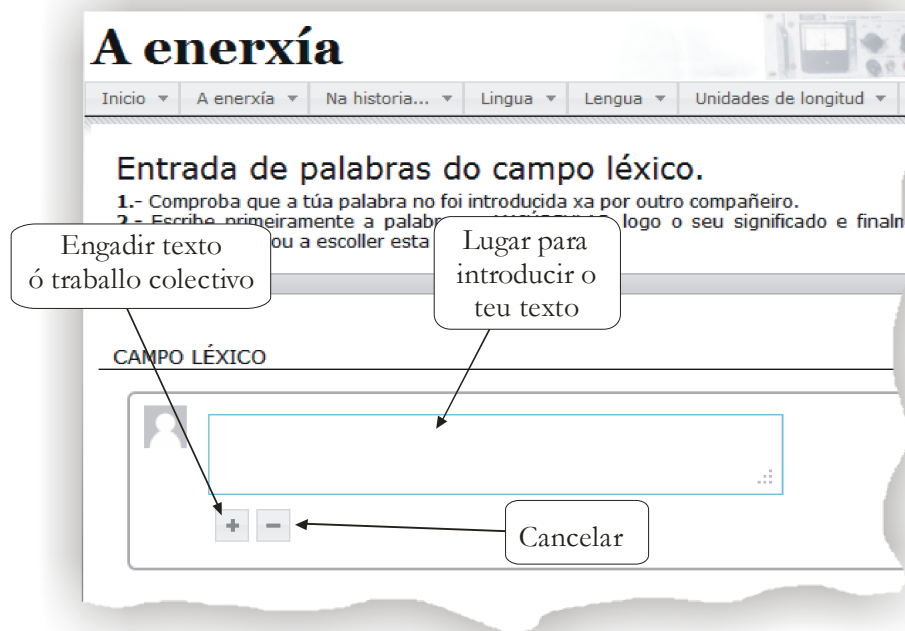 A enerxía
Inicio A enerxía Na historia... Lingua Lengua Unidades de longitud
Entrada de palabras do campo léxico.
1.- Comproba que a túa palabra no foi introducida xa por outro compañeiro.
2.- Escribe primeiramente a palabra logo o seu significado e
ou a escoller esta
Engadir texto
ó traballo colectivo
Lugar para
introducir o
teu texto
CAMPO LÉXICO
+ −
Cancelar